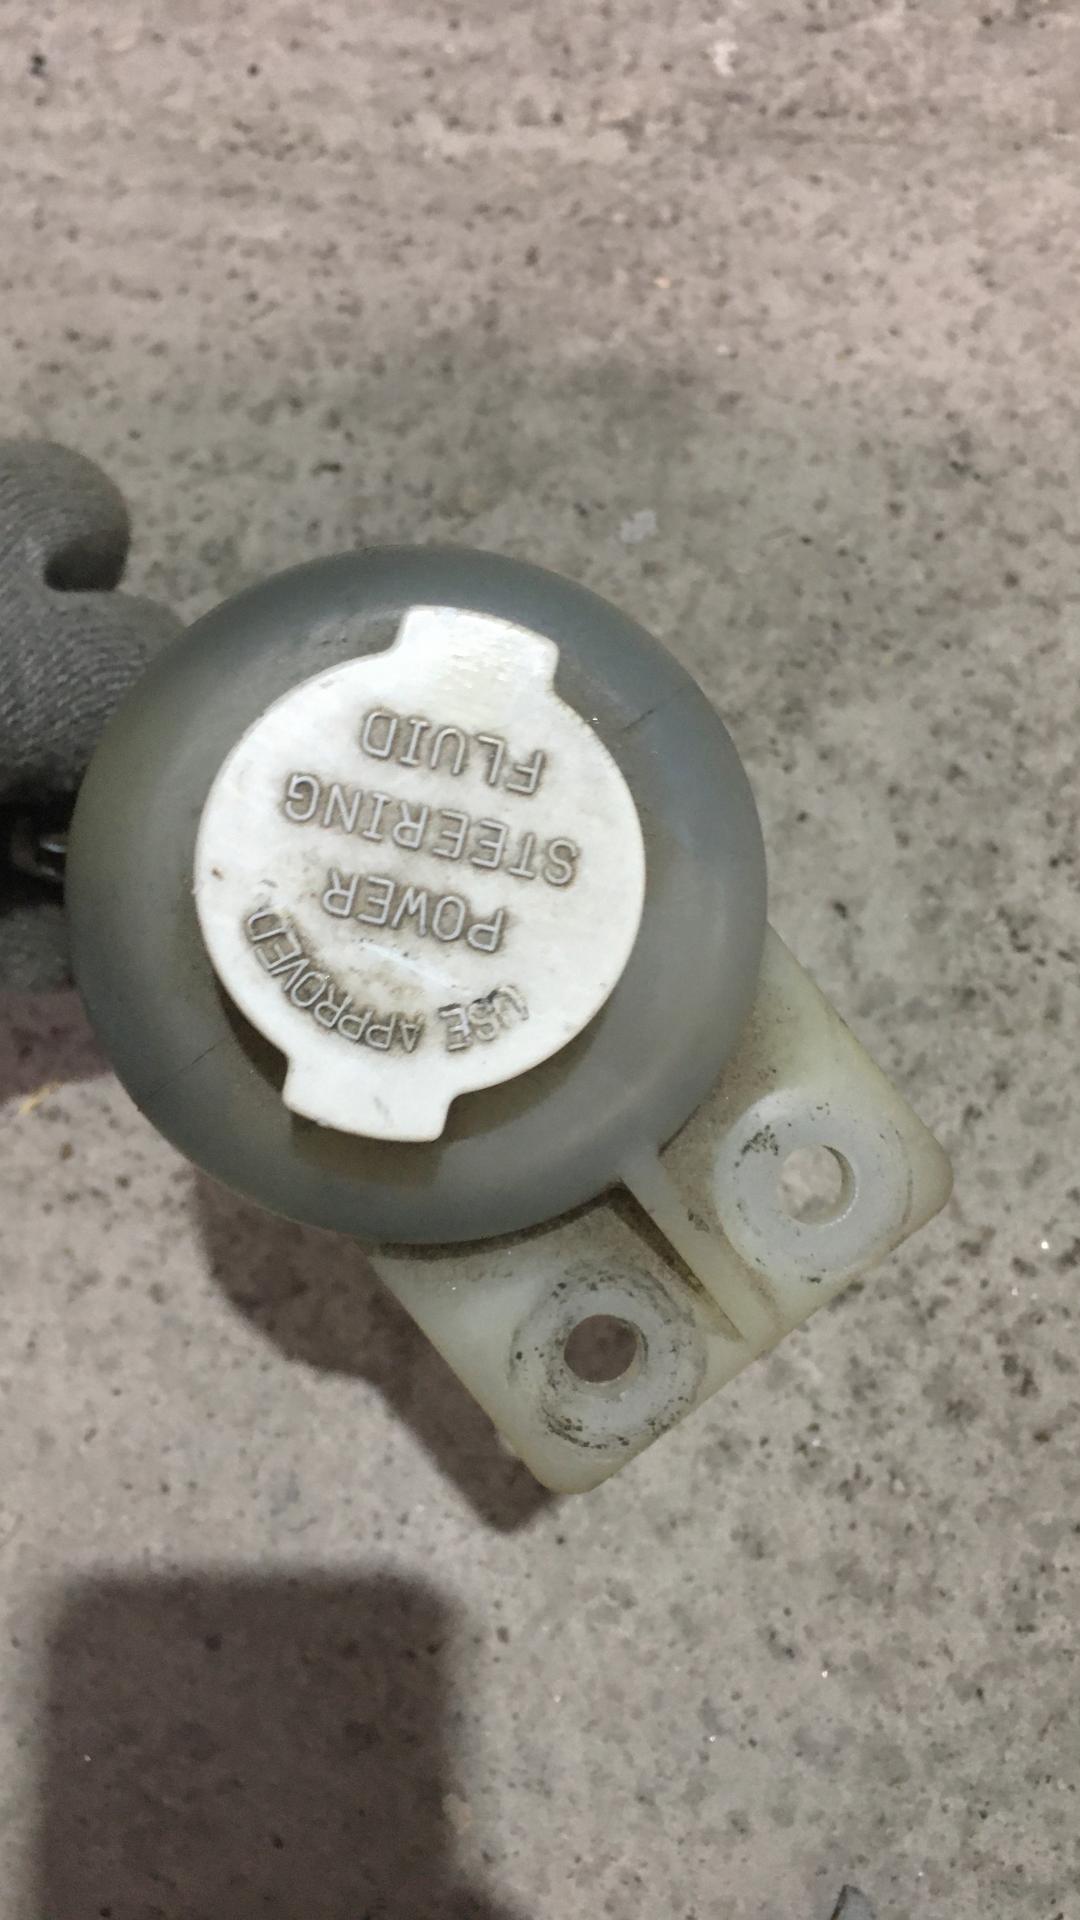 USE APPROVED
POWER
STEERING
FLUID